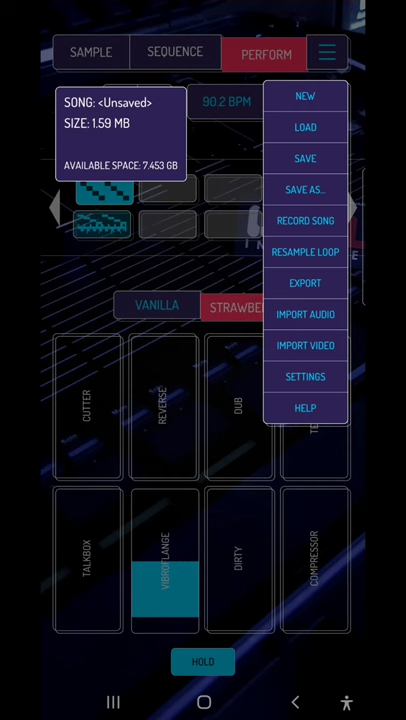 SAMPLE
SEQUENCE
PERFORM
SONG: <Unsaved>
SIZE: 1.59 MB
AVAILABLE SPACE: 7.453 GB
90.2 BPM
NEW
LOAD
SAVE
SAVE AS...
RECORD SONG
RESAMPLE LOOP
EXPORT
IMPORT AUDIO
IMPORT VIDEO
SETTINGS
HELP
VANILLA
STRAWBE
CUTTER
REVERSE
DUB
TE
TALKBOX
VIBROFLANGE
DIRTY
COMPRESSOR
HOLD